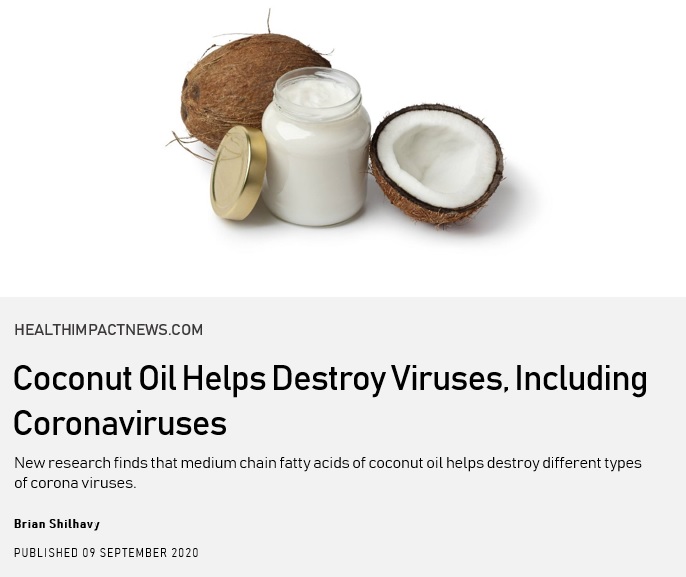 HEALTHIMPACTNEWS.COM
Coconut Oil Helps Destroy Viruses, Including
Coronaviruses
New research finds that medium chain fatty acids of coconut oil helps destroy different types
of corona viruses.
Brian Shilhavy
PUBLISHED 09 SEPTEMBER 2020